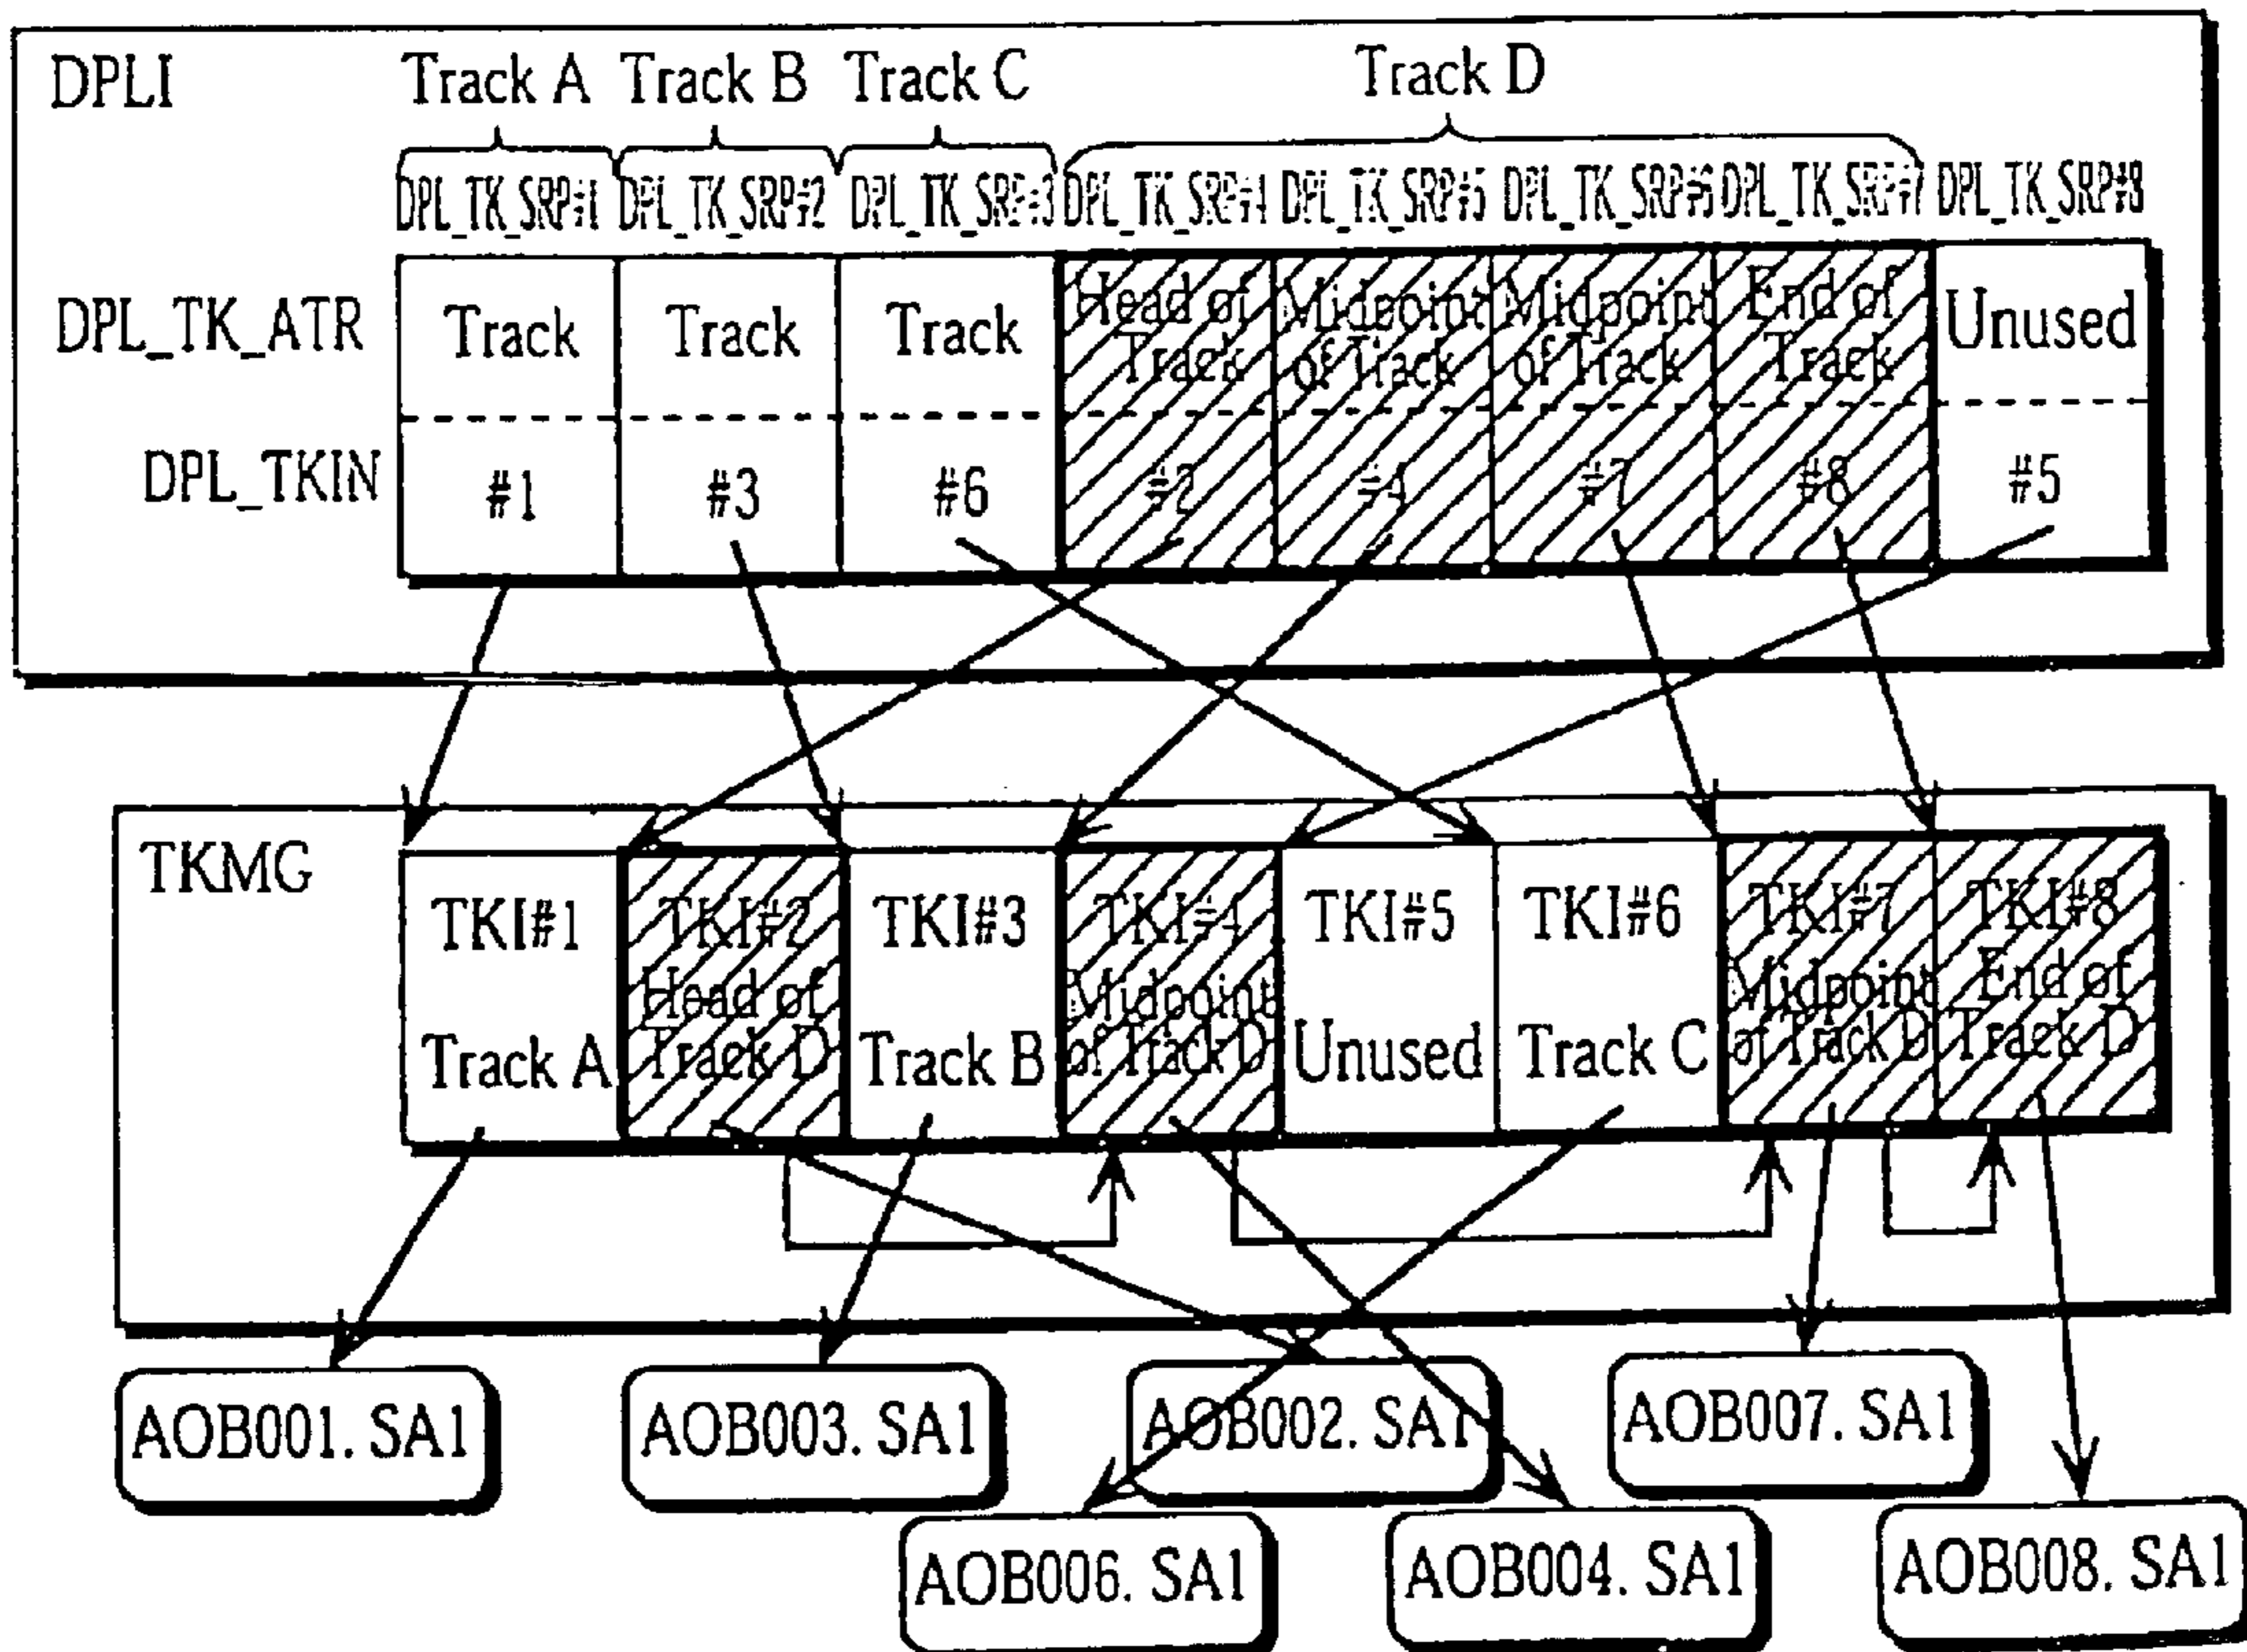 DPLI
Track A Track B Track C Track D
DPL_TK_SRP#1 DPL_TK_SRP#2 DPL_TK_SRP#3 DPL_TK_SRP#4 DPL_TK_SRP#5 DPL_TK_SRP#6 DPL_TK_SRP#7 DPL_TK_SRP#8
DPL_TK_ATR
Track
Track
Track
Head of
Track
Midpoint
of Track
Midpoint
of Track
End of
Track
Unused
DPL_TKIN #1 #3 #6 #2 #4 #7 #8 #5
TKMG
TKI#1
Track A
TKI#2
Head of
Track D
TKI#3
Track B
TKI#4
Midpoint
of Track D
TKI#5
Unused
TKI#6
Track C
TKI#7
Midpoint
of Track D
TKI#8
End of
Track D
AOB001. SA1
AOB003. SA1
AOB002. SA1
AOB007. SA1
AOB006. SA1
AOB004. SA1
AOB008. SA1